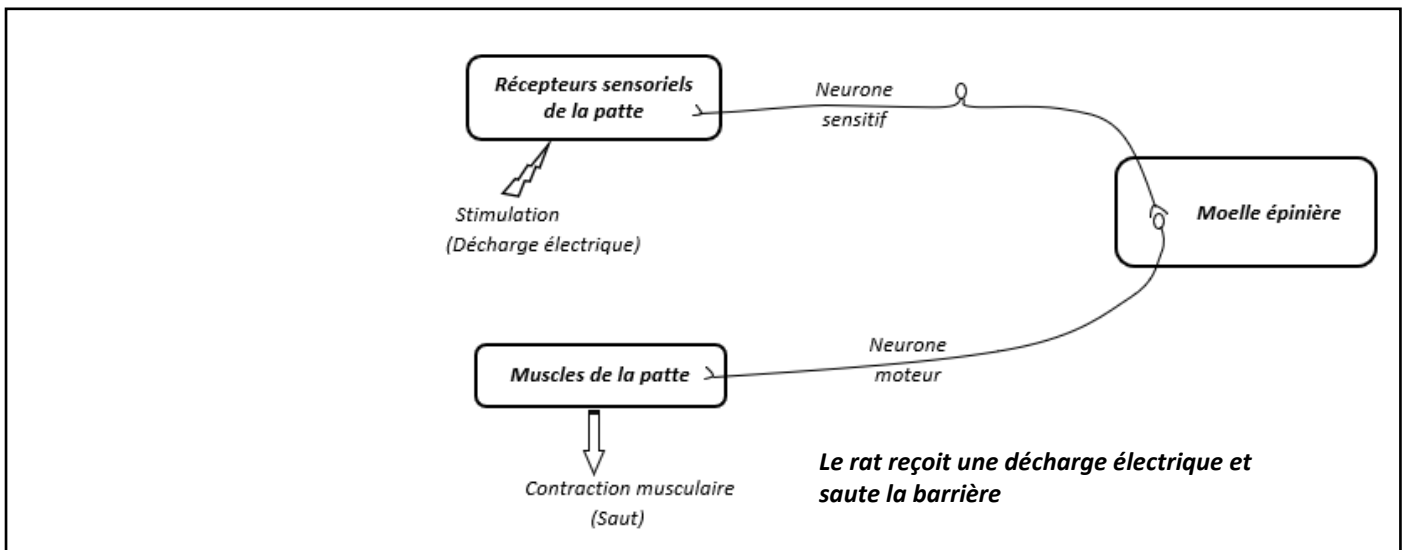 Récepteurs sensoriels
de la patte
Neurone
sensitif
Stimulation
(Décharge électrique)
Moelle épinière
Neurone
moteur
Muscles de la patte
Contraction musculaire
(Saut)
Le rat reçoit une décharge électrique et
saute la barrière